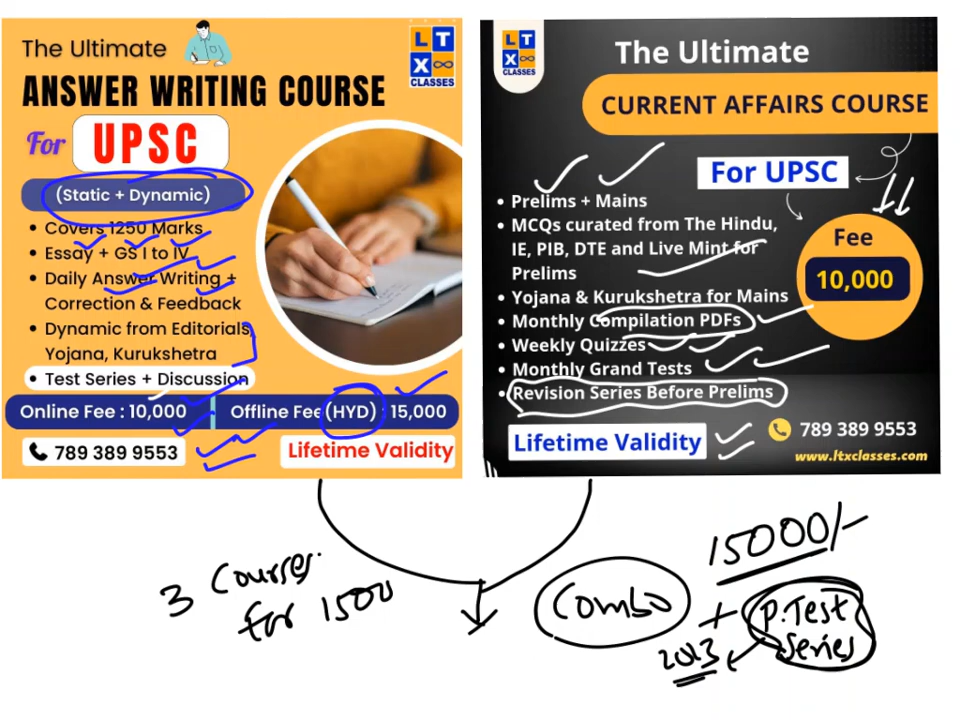 The Ultimate
LTX∞
CLASSES
ANSWER WRITING COURSE
For UPSC
(Static + Dynamic)
• Covers 1250 Marks
• Essay + GS I to IV
• Daily Answer Writing +
Correction & Feedback
• Dynamic from Editorials,
Yojana, Kurukshetra
• Test Series + Discussion
Online Fee : 10,000
Offline Fee (HYD) : 15,000
789 389 9553
Lifetime Validity
LTX∞
CLASSES
The Ultimate
CURRENT AFFAIRS COURSE
For UPSC
• Prelims + Mains
• MCQs curated from The Hindu,
IE, PIB, DTE and Live Mint for
Prelims
• Yojana & Kurukshetra for Mains
• Monthly Compilation PDFs
• Weekly Quizzes
• Monthly Grand Tests
• Revision Series Before Prelims
Fee
10,000
Lifetime Validity
789 389 9553
www.ltxclasses.com
3 Courses
for 1500
Combo
15000/-
+ P.Test
Series
2023